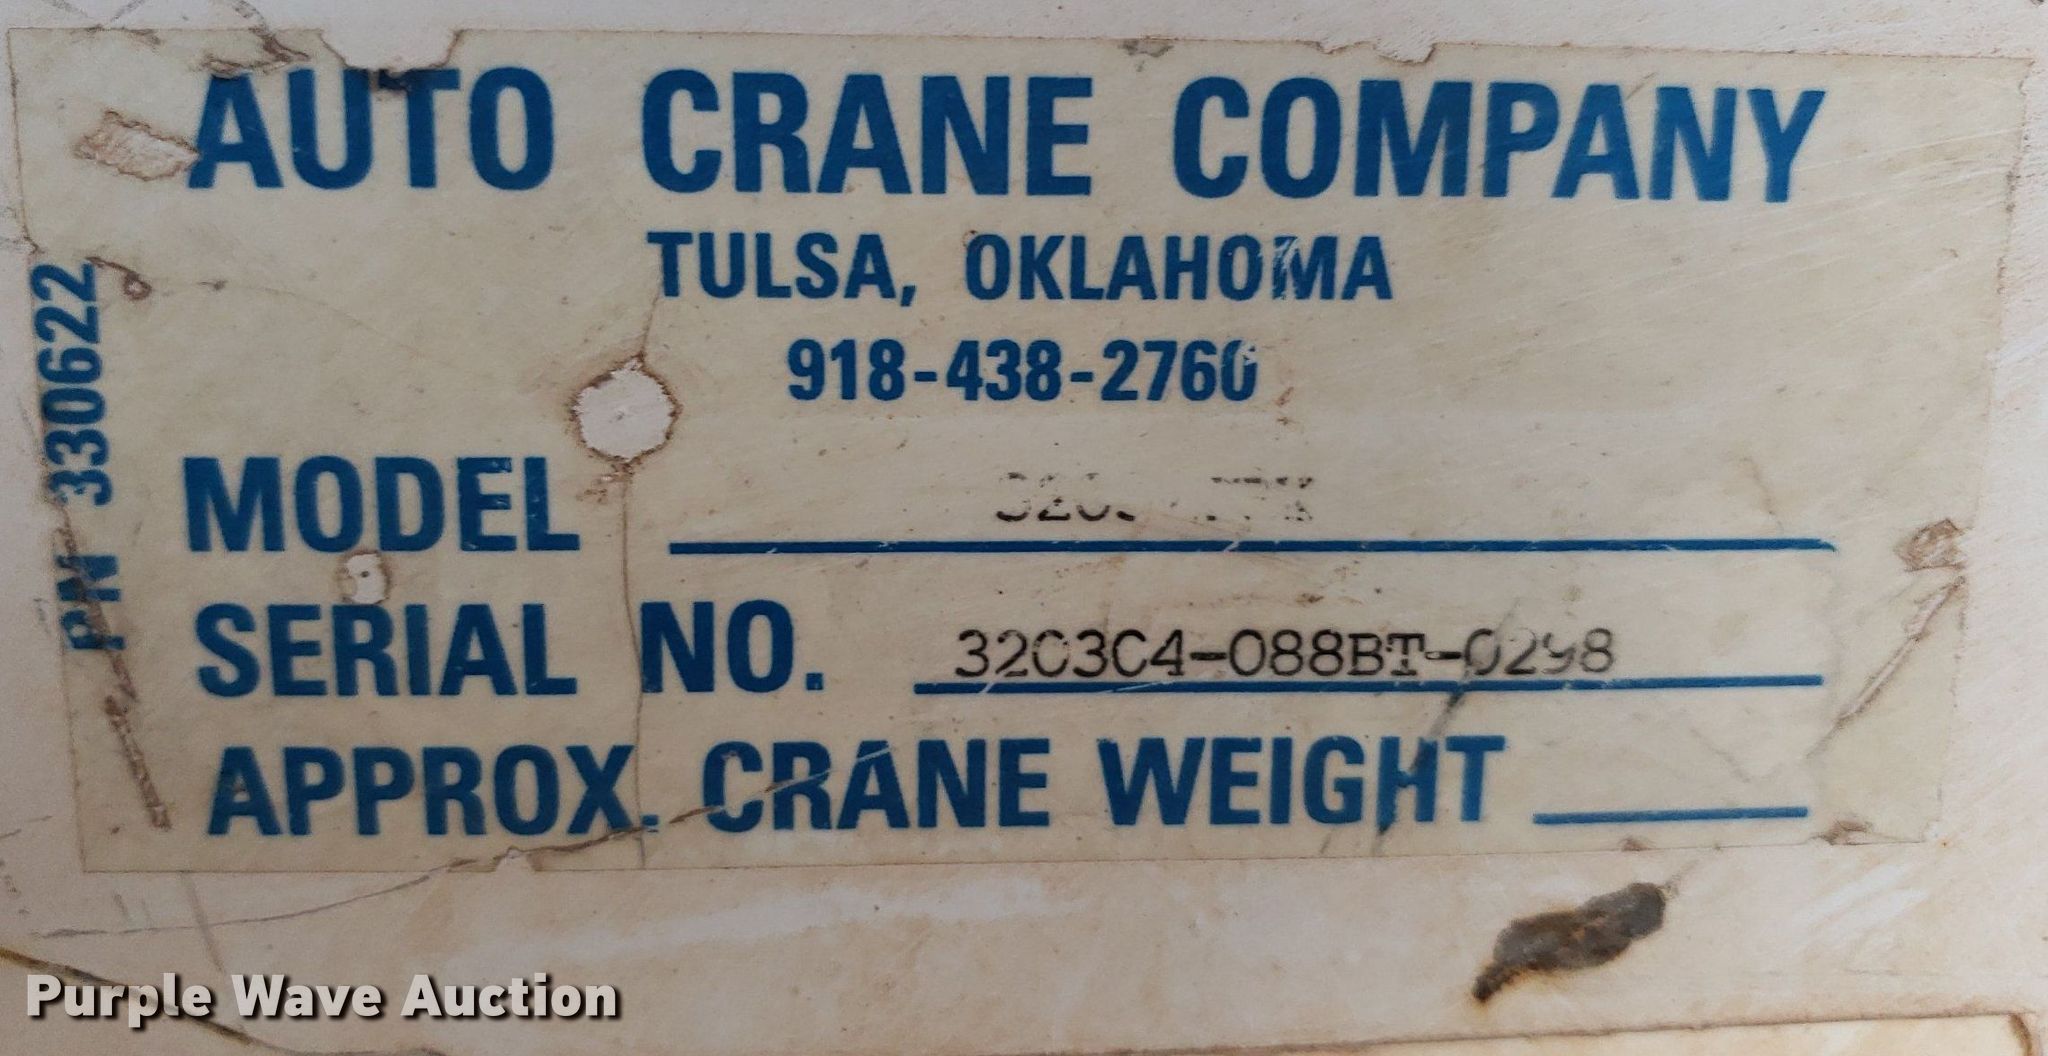 AUTO CRANE COMPANY
TULSA, OKLAHOMA
918-438-2760
MODEL
SERIAL NO. 3203C4-088BT-0298
APPROX. CRANE WEIGHT
PN 330622
Purple Wave Auction